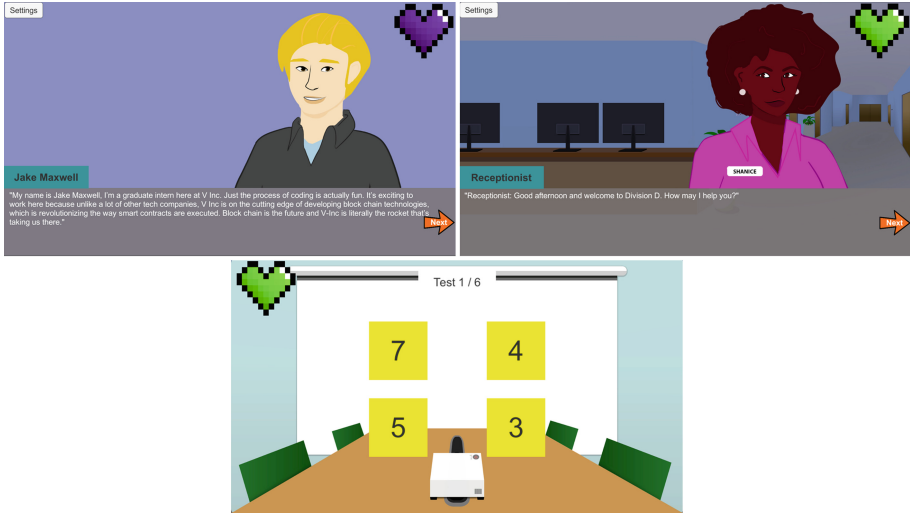 Settings
Jake Maxwell
"My name is Jake Maxwell, I'm a graduate intern here at V Inc. Just the process of coding is actually fun. It's exciting to
work here because unlike a lot of other tech companies, V Inc is on the cutting edge of developing block chain technologies,
which is revolutionizing the way smart contracts are executed. Block chain is the future and V-Inc is literally the rocket that's
taking us there."
Next
Settings
SHANICE
Receptionist
"Receptionist: Good afternoon and welcome to Division D. How may I help you?"
Next
Test 1 / 6
7 4
5 3